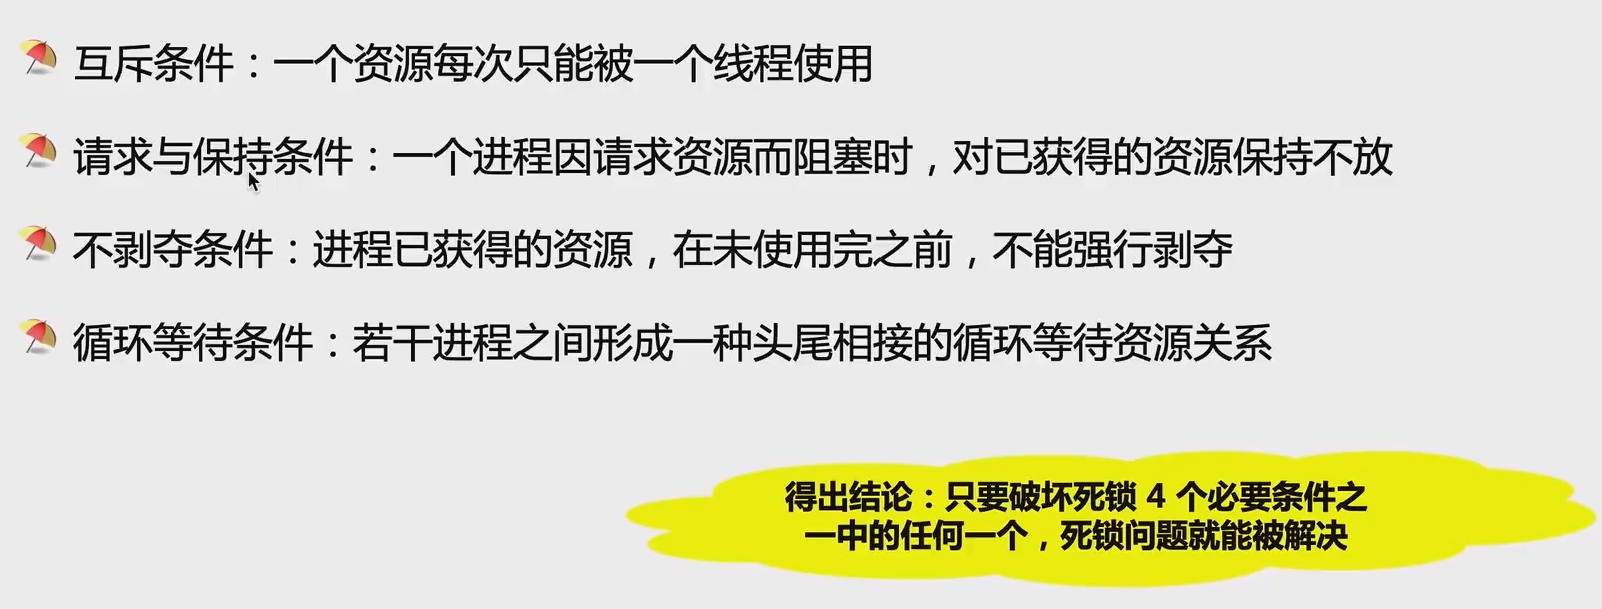 互斥条件：一个资源每次只能被一个线程使用
请求与保持条件：一个进程因请求资源而阻塞时，对已获得的资源保持不放
不剥夺条件：进程已获得的资源，在未使用完之前，不能强行剥夺
循环等待条件：若干进程之间形成一种头尾相接的循环等待资源关系
得出结论：只要破坏死锁 4 个必要条件之
一中的任何一个，死锁问题就能被解决